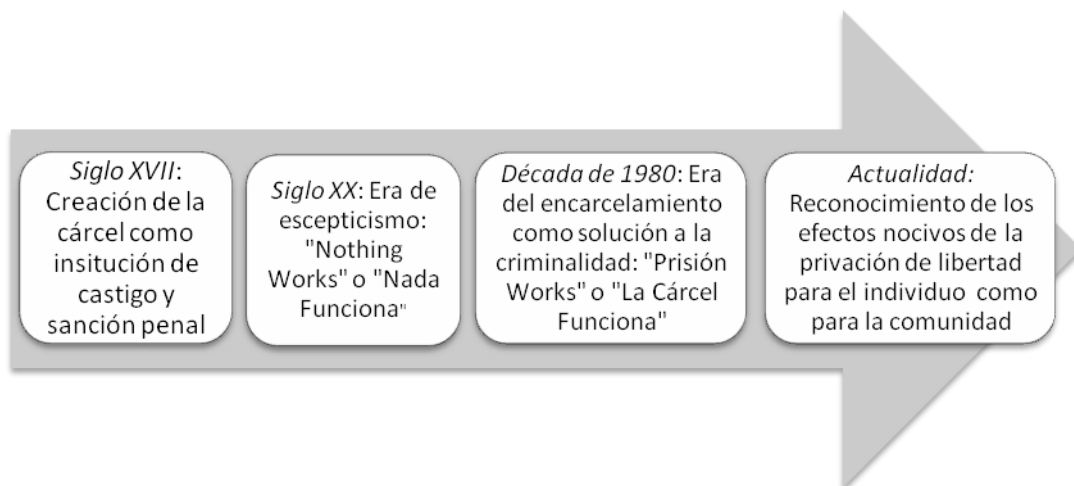 Siglo XVII:
Creación de la
cárcel como
insitución de
castigo y
sanción penal
Siglo XX: Era de
escepticismo:
"Nothing
Works" o "Nada
Funciona"
Década de 1980: Era
del encarcelamiento
como solución a la
criminalidad: "Prisión
Works" o "La Cárcel
Funciona"
Actualidad:
Reconocimiento de los
efectos nocivos de la
privación de libertad
para el individuo como
para la comunidad